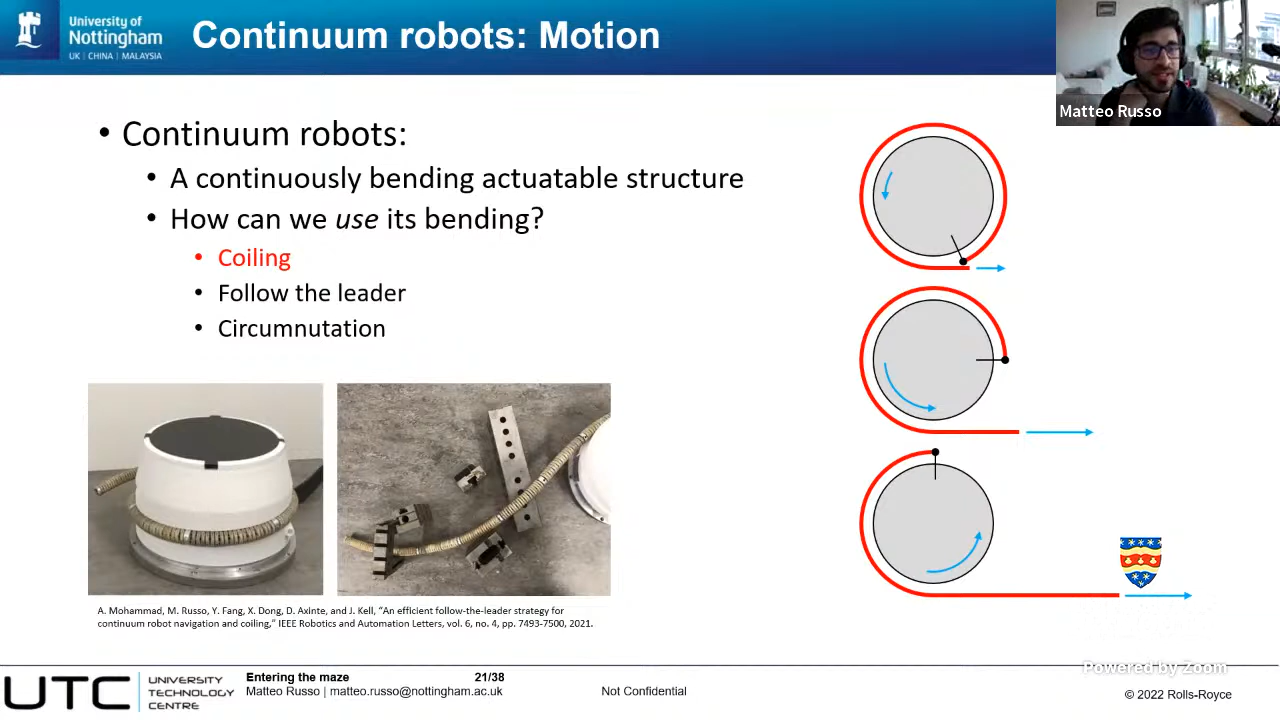 University of
Nottingham
UK | CHINA | MALAYSIA
Continuum robots: Motion
Matteo Russo
• Continuum robots:
• A continuously bending actuatable structure
• How can we use its bending?
• Coiling
• Follow the leader
• Circumnutation
A. Mohammad, M. Russo, Y. Fang, X. Dong, D. Axinte, and J. Kell, "An efficient follow-the-leader strategy for
continuum robot navigation and coiling," IEEE Robotics and Automation Letters, vol. 6, no. 4, pp. 7493-7500, 2021.
Powered by Zoom
UTC
UNIVERSITY
TECHNOLOGY
CENTRE
Entering the maze 21/38
Matteo Russo | matteo.russo@nottingham.ac.uk
Not Confidential
© 2022 Rolls-Royce